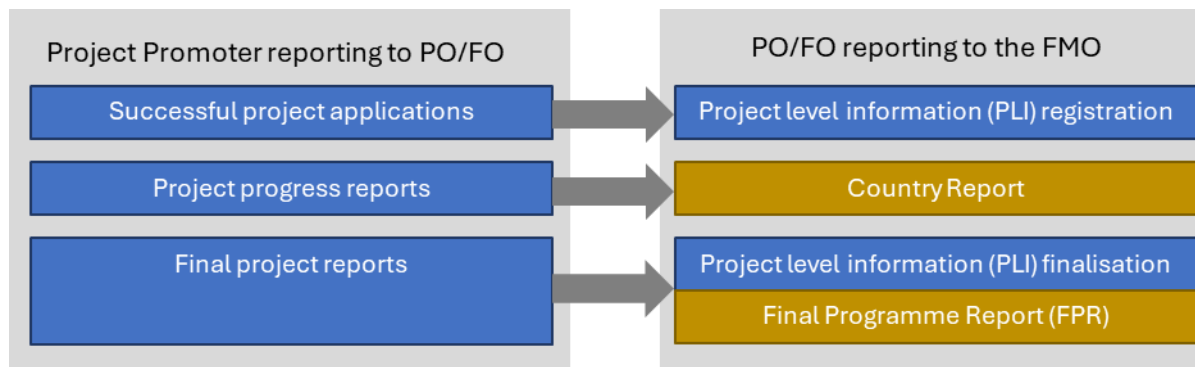 Project Promoter reporting to PO/FO
Successful project applications
Project progress reports
Final project reports
PO/FO reporting to the FMO
Project level information (PLI) registration
Country Report
Project level information (PLI) finalisation
Final Programme Report (FPR)